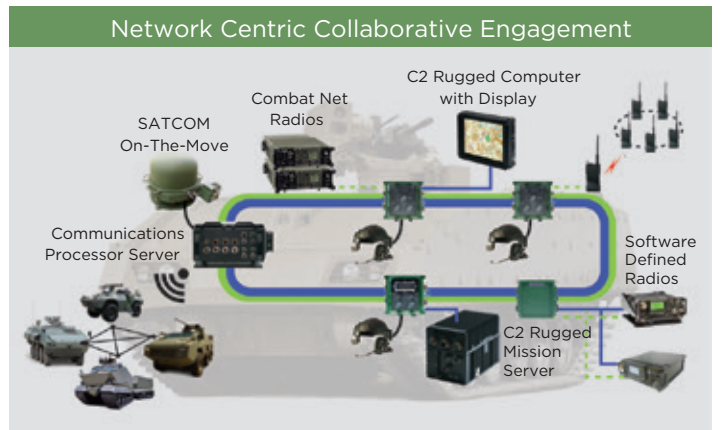 Network Centric Collaborative Engagement
C2 Rugged Computer
with Display
Combat Net
Radios
SATCOM
On-The-Move
Communications
Processor Server
Software
Defined
Radios
C2 Rugged
Mission
Server